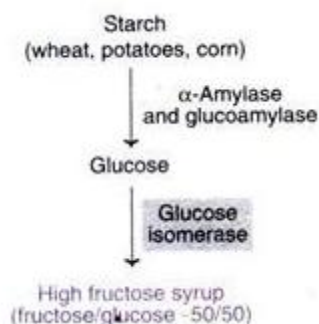 Starch
(wheat, potatoes, corn)
α-Amylase
and glucoamylase
Glucose
Glucose
isomerase
High fructose syrup
(fructose/glucose ~50/50)